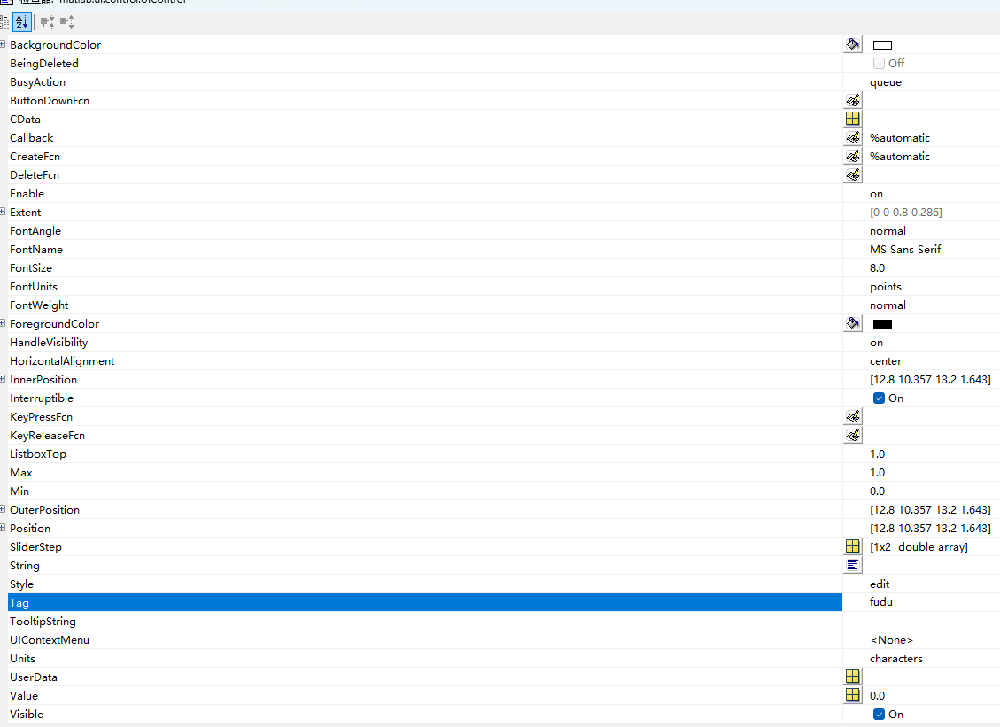 检查器: matlab.ui.control.UIControl
BackgroundColor
BeingDeleted Off
BusyAction queue
ButtonDownFcn
CData
Callback %automatic
CreateFcn %automatic
DeleteFcn
Enable on
Extent [0 0 0.8 0.286]
FontAngle normal
FontName MS Sans Serif
FontSize 8.0
FontUnits points
FontWeight normal
ForegroundColor
HandleVisibility on
HorizontalAlignment center
InnerPosition [12.8 10.357 13.2 1.643]
Interruptible On
KeyPressFcn
KeyReleaseFcn
ListboxTop 1.0
Max 1.0
Min 0.0
OuterPosition [12.8 10.357 13.2 1.643]
Position [12.8 10.357 13.2 1.643]
SliderStep [1x2 double array]
String
Style edit
Tag fudu
TooltipString
UIContextMenu <None>
Units characters
UserData
Value 0.0
Visible On